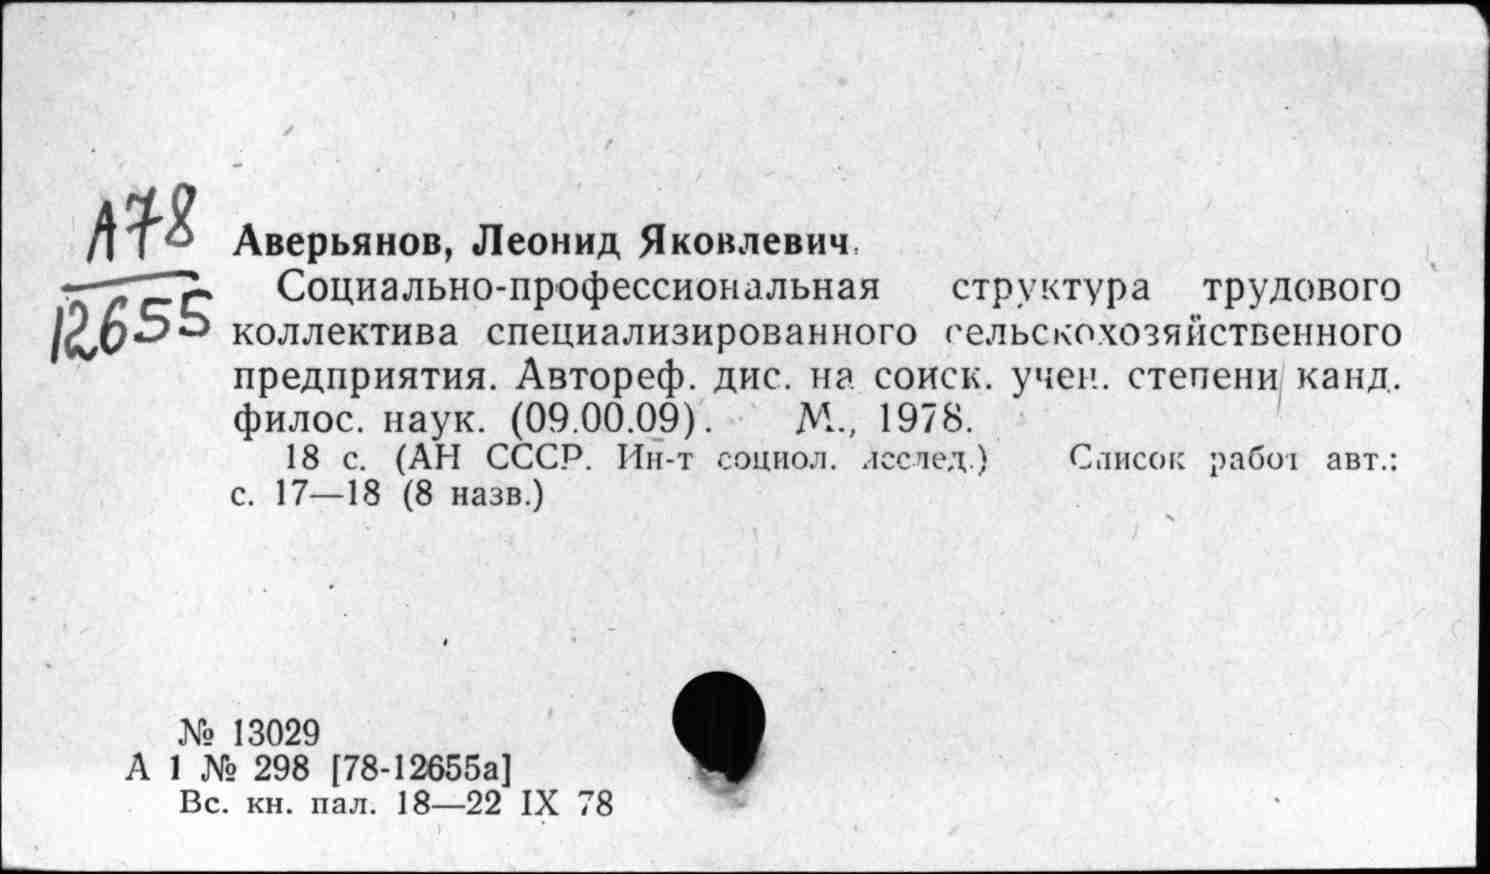 А78
12655
Аверьянов, Леонид Яковлевич.
Социально-профессиональная структура трудового
коллектива специализированного сельскохозяйственного
предприятия. Автореф. дис. на соиск. учен. степени канд.
филос. наук. (09.00.09). М., 1978.
18 с. (АН СССР. Ин-т социол. исслед.) Список работ авт.:
с. 17—18 (8 назв.)
№ 13029
А 1 № 298 [78-12655а]
Вс. кн. пал. 18—22 IX 78